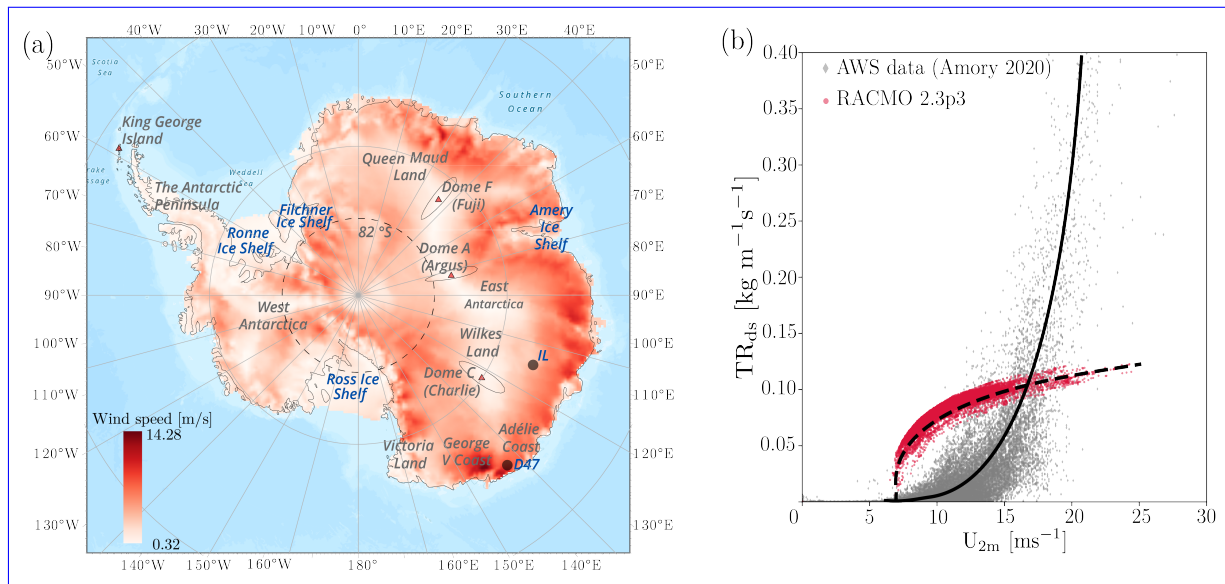 (a)
40°W 30°W 20°W 10°W 0° 10°E 20°E 30°E 40°E
50°W
60°W
70°W
80°W
90°W
100°W
110°W
120°W
130°W
50°E
60°E
70°E
80°E
90°E
100°E
110°E
120°E
130°E
140°W 150°W 160°W 180° 160°E 150°E 140°E
Scotia
Sea
Southern
Ocean
King George
Island
Weddell
Sea
The Antarctic
Peninsula
Queen Maud
Land
Dome F
(Fuji)
Filchner
Ice Shelf
Ronne
Ice Shelf
82 °S
Amery
Ice
Shelf
Dome A
(Argus)
East
Antarctica
West
Antarctica
Wilkes
Land
IL
Dome C
(Charlie)
Ross Ice
Shelf
Adélie
Coast
George
V Coast
Victoria
Land
D47
Wind speed [m/s]
14.28
0.32
(b)
AWS data (Amory 2020)
RACMO 2.3p3
0.40
0.35
0.30
0.25
0.20
0.15
0.10
0.05
0 5 10 15 20 25 30
TR_ds [kg m⁻¹s⁻¹]
U_2m [ms⁻¹]